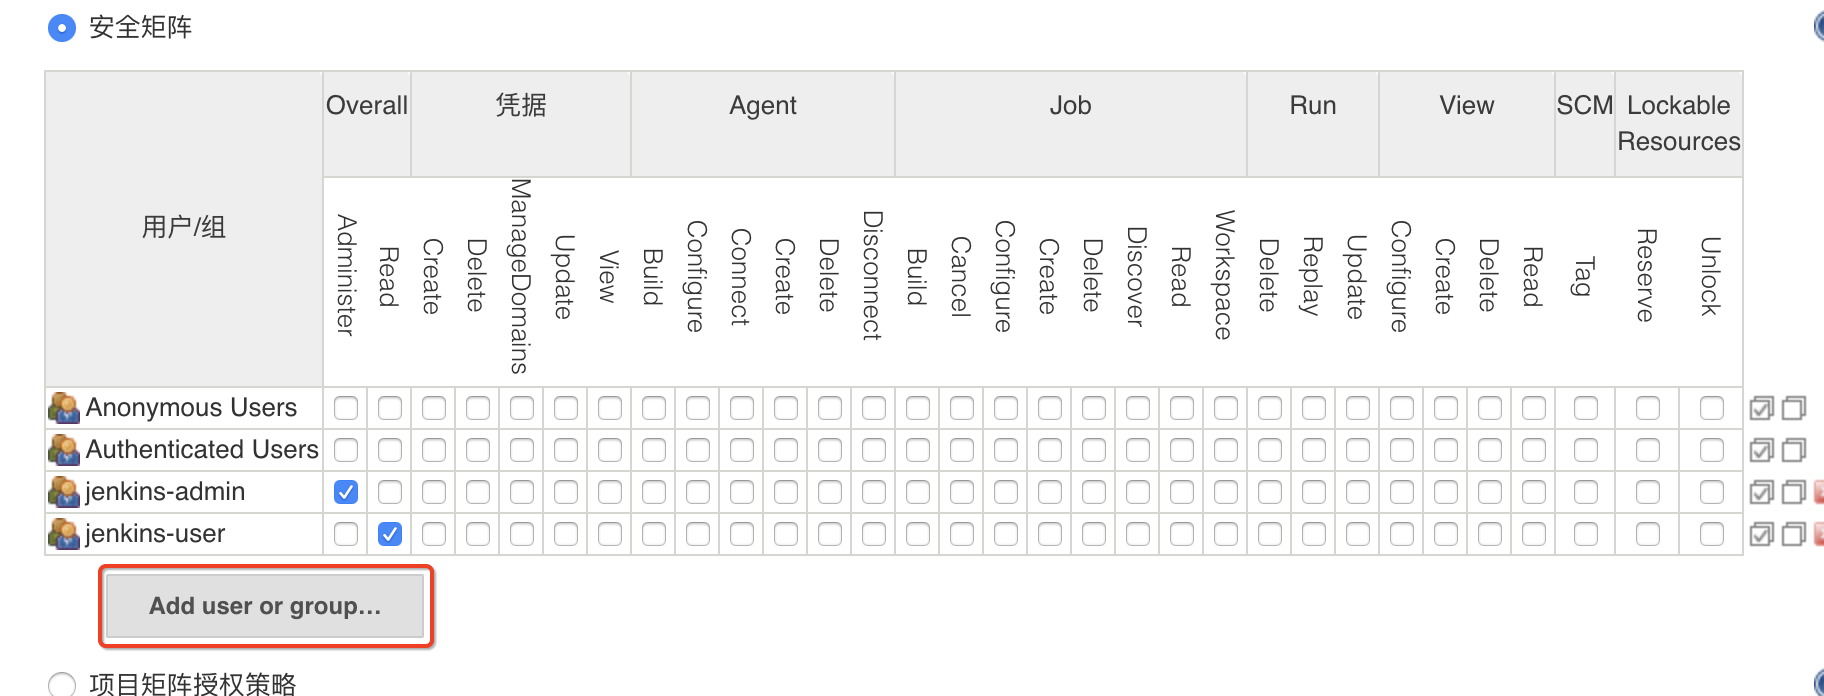 安全矩阵
用户/组
Overall
凭据
Agent
Job
Run
View
SCM
Lockable
Resources
Administer
Read
Create
Delete
ManageDomains
Update
View
Build
Configure
Connect
Create
Delete
Disconnect
Build
Cancel
Configure
Create
Delete
Discover
Read
Workspace
Delete
Replay
Update
Configure
Create
Delete
Read
Tag
Reserve
Unlock
Anonymous Users
Authenticated Users
jenkins-admin
jenkins-user
Add user or group...
项目矩阵授权策略